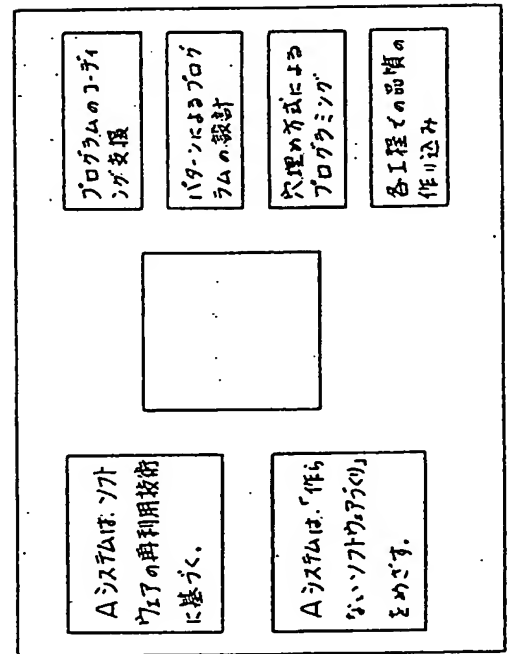 Aシステムは、ソフト
ウェアの再利用技術
に基づく。
Aシステムは、「作ら
ないソフトウェアづくり」
をめざす。
プログラムのコーディ
ング支援
パターンによるプログ
ラムの設計
穴埋め方式による
プログラミング
各工程での品質の
作り込み